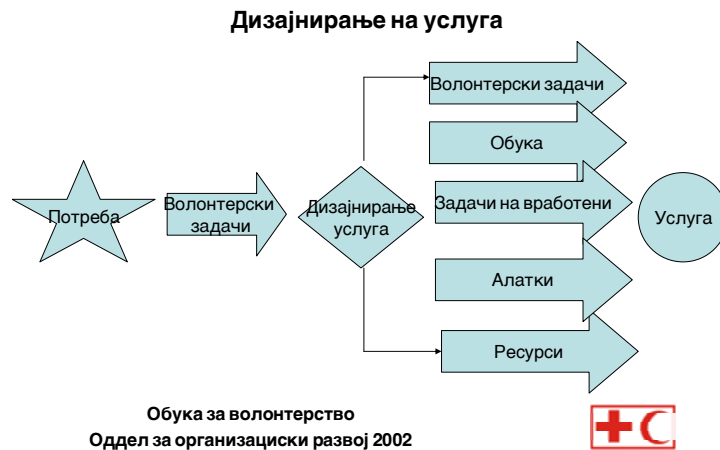 Дизајнирање на услуга
Потреба
Волонтерски
задачи
Дизајнирање
услуга
Волонтерски задачи
Обука
Задачи на вработени
Алатки
Ресурси
Услуга
Обука за волонтерство
Оддел за организациски развој 2002